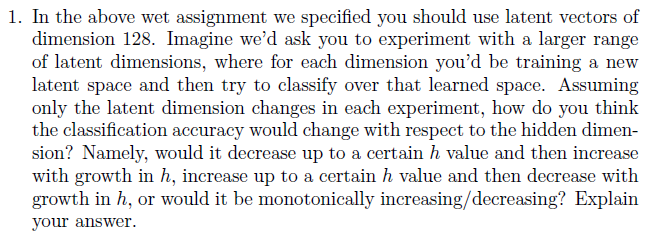 1. In the above wet assignment we specified you should use latent vectors of
dimension 128. Imagine we'd ask you to experiment with a larger range
of latent dimensions, where for each dimension you'd be training a new
latent space and then try to classify over that learned space. Assuming
only the latent dimension changes in each experiment, how do you think
the classification accuracy would change with respect to the hidden dimen-
sion? Namely, would it decrease up to a certain h value and then increase
with growth in h, increase up to a certain h value and then decrease with
growth in h, or would it be monotonically increasing/decreasing? Explain
your answer.